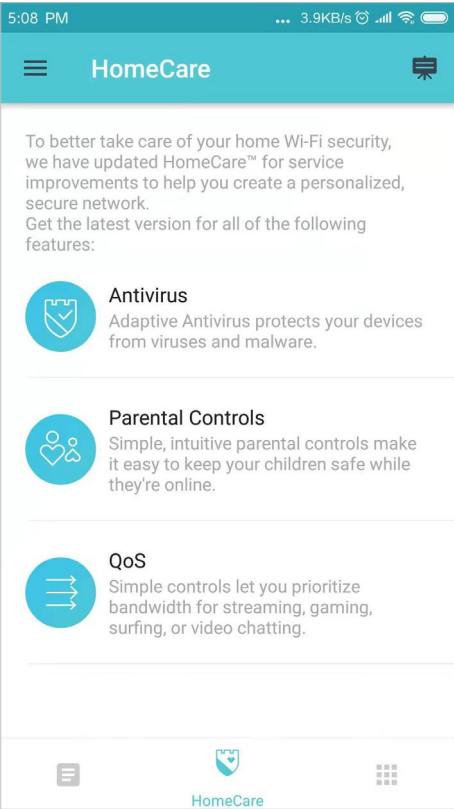 5:08 PM ... 3.9KB/s
HomeCare
To better take care of your home Wi-Fi security,
we have updated HomeCare™ for service
improvements to help you create a personalized,
secure network.
Get the latest version for all of the following
features:
Antivirus
Adaptive Antivirus protects your devices
from viruses and malware.
Parental Controls
Simple, intuitive parental controls make
it easy to keep your children safe while
they're online.
QoS
Simple controls let you prioritize
bandwidth for streaming, gaming,
surfing, or video chatting.
HomeCare